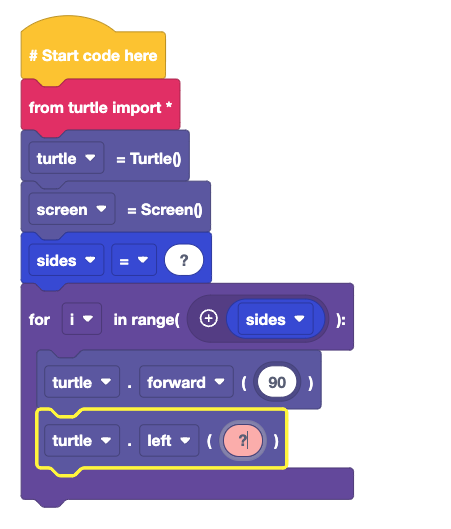 # Start code here
from turtle import *
turtle = Turtle()
screen = Screen()
sides = ?
for i in range( sides ):
turtle . forward ( 90 )
turtle . left ( ? )